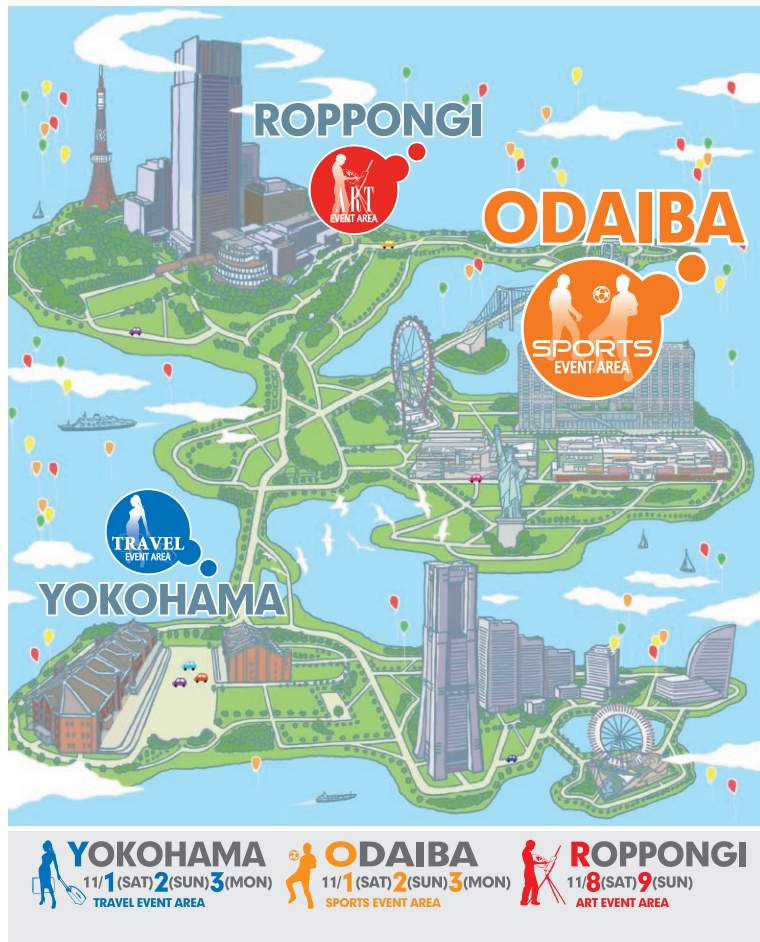 ROPPONGI
ART
EVENT AREA
ODAIBA
SPORTS
EVENT AREA
TRAVEL
EVENT AREA
YOKOHAMA
YOKOHAMA
11/1(SAT)2(SUN)3(MON)
TRAVEL EVENT AREA
ODAIBA
11/1(SAT)2(SUN)3(MON)
SPORTS EVENT AREA
ROPPONGI
11/8(SAT)9(SUN)
ART EVENT AREA